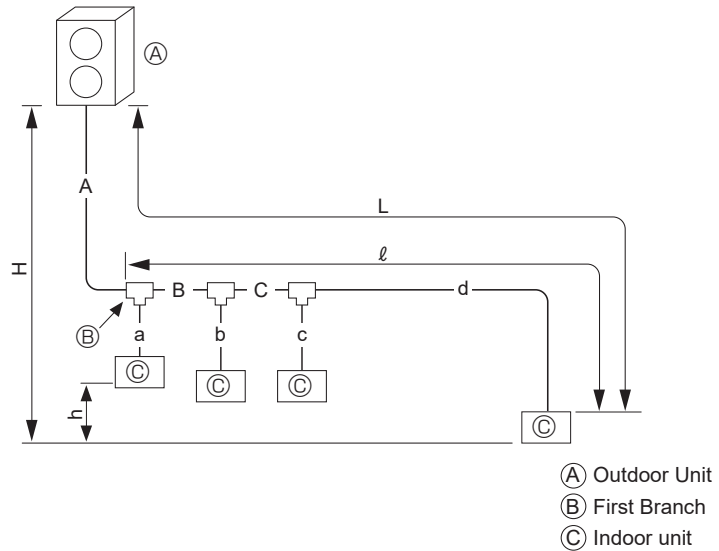 Ⓐ
A
L
H
ℓ
B C d
Ⓑ
a b c
Ⓒ Ⓒ Ⓒ
h
Ⓒ
Ⓐ Outdoor Unit
Ⓑ First Branch
Ⓒ Indoor unit